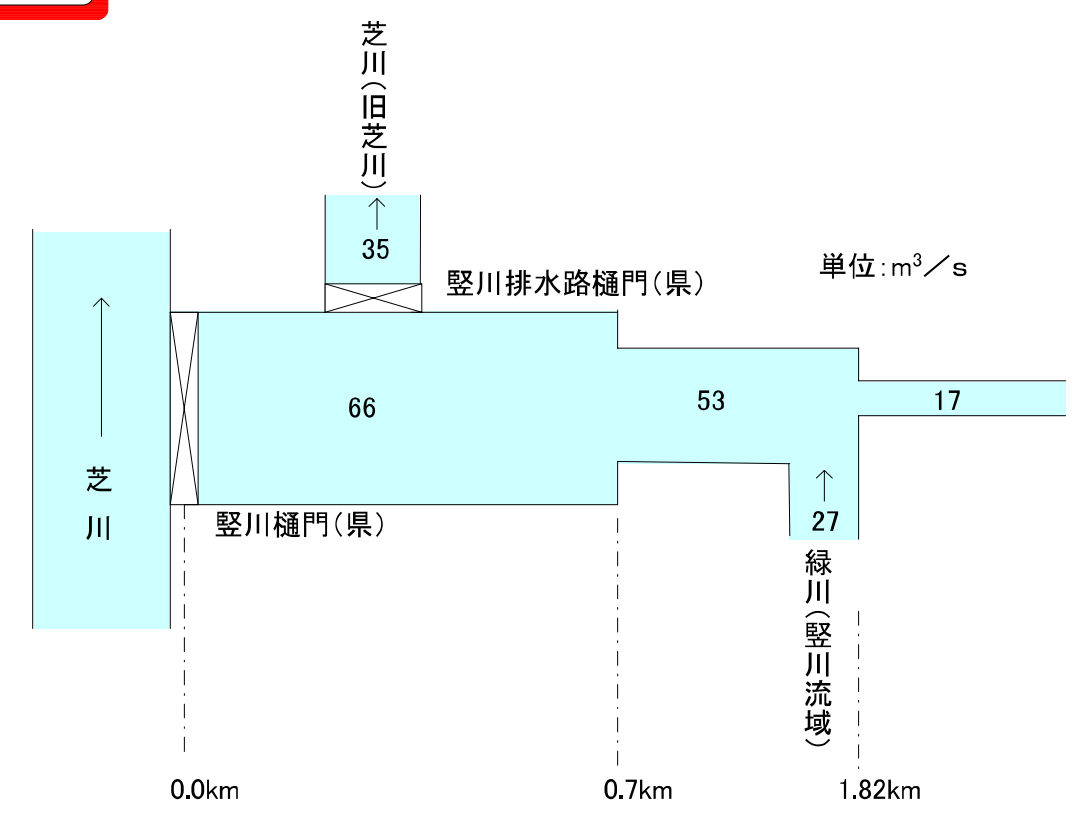 芝川(旧芝川)
35
単位:m³/s
竪川排水路樋門(県)
66
53
17
芝川
竪川樋門(県)
27
緑川(竪川流域)
0.0km
0.7km
1.82km